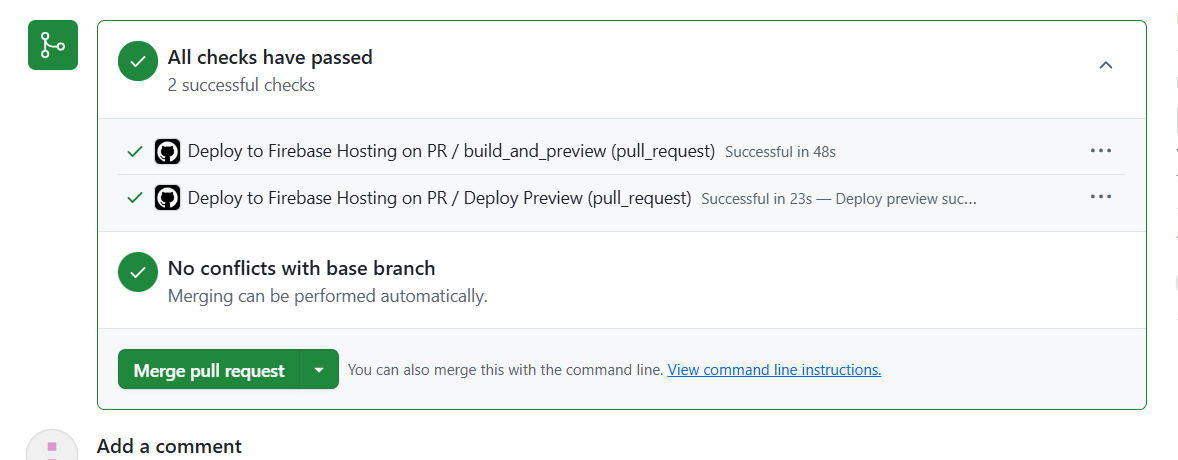 All checks have passed
2 successful checks
Deploy to Firebase Hosting on PR / build_and_preview (pull_request) Successful in 48s
Deploy to Firebase Hosting on PR / Deploy Preview (pull_request) Successful in 23s — Deploy preview suc...
No conflicts with base branch
Merging can be performed automatically.
Merge pull request You can also merge this with the command line. View command line instructions.
Add a comment